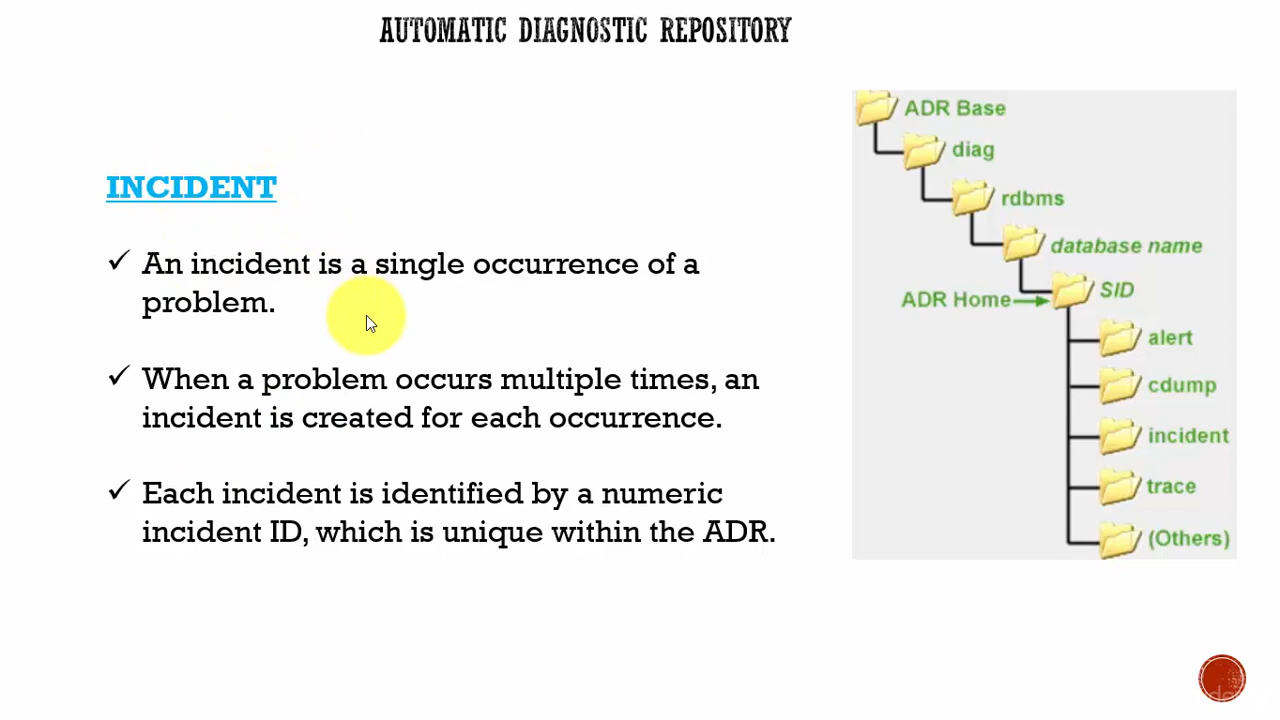 AUTOMATIC DIAGNOSTIC REPOSITORY
INCIDENT
✓ An incident is a single occurrence of a
problem.
✓ When a problem occurs multiple times, an
incident is created for each occurrence.
✓ Each incident is identified by a numeric
incident ID, which is unique within the ADR.
ADR Base
diag
rdbms
database name
SID
ADR Home
alert
cdump
incident
trace
(Others)